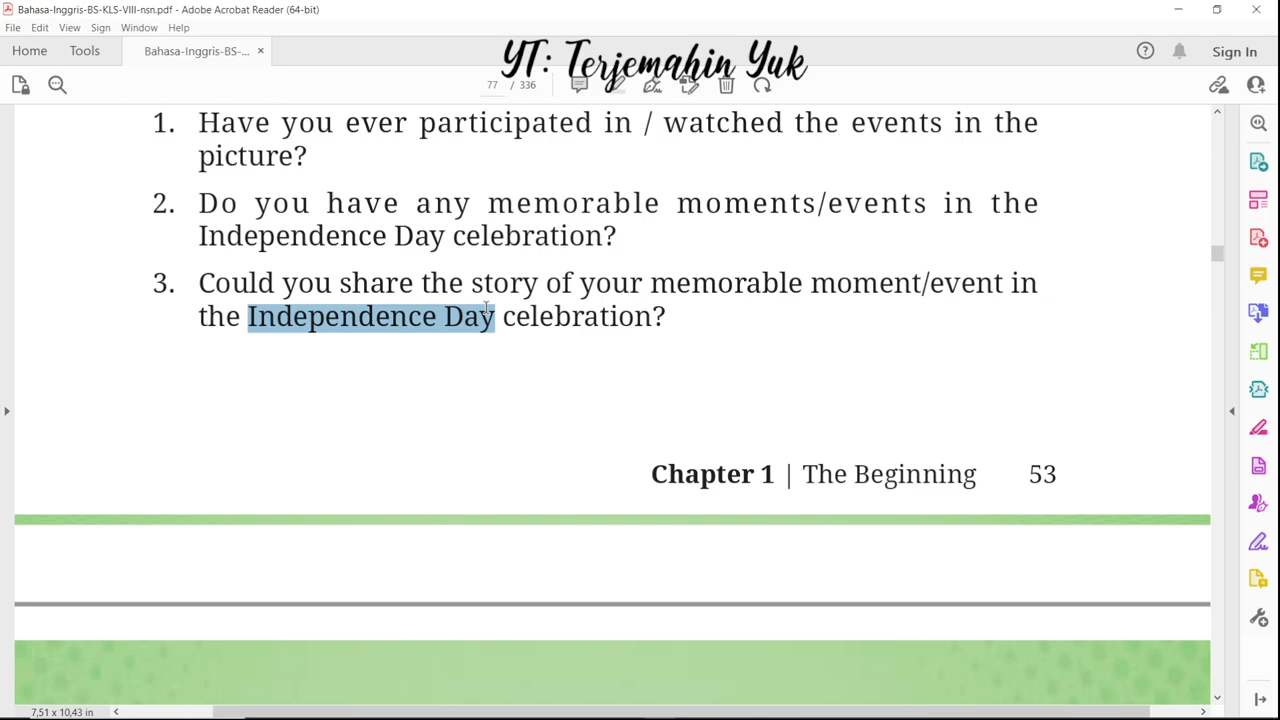 Bahasa-Inggris-BS-KLS-VIII-nsn.pdf - Adobe Acrobat Reader (64-bit)
File Edit View Sign Window Help
Home Tools Bahasa-Inggris-BS-... × Sign In
YT: Terjemahin Yuk
77 / 336
1. Have you ever participated in / watched the events in the
picture?
2. Do you have any memorable moments/events in the
Independence Day celebration?
3. Could you share the story of your memorable moment/event in
the Independence Day celebration?
Chapter 1 | The Beginning 53
7,51 x 10,43 in